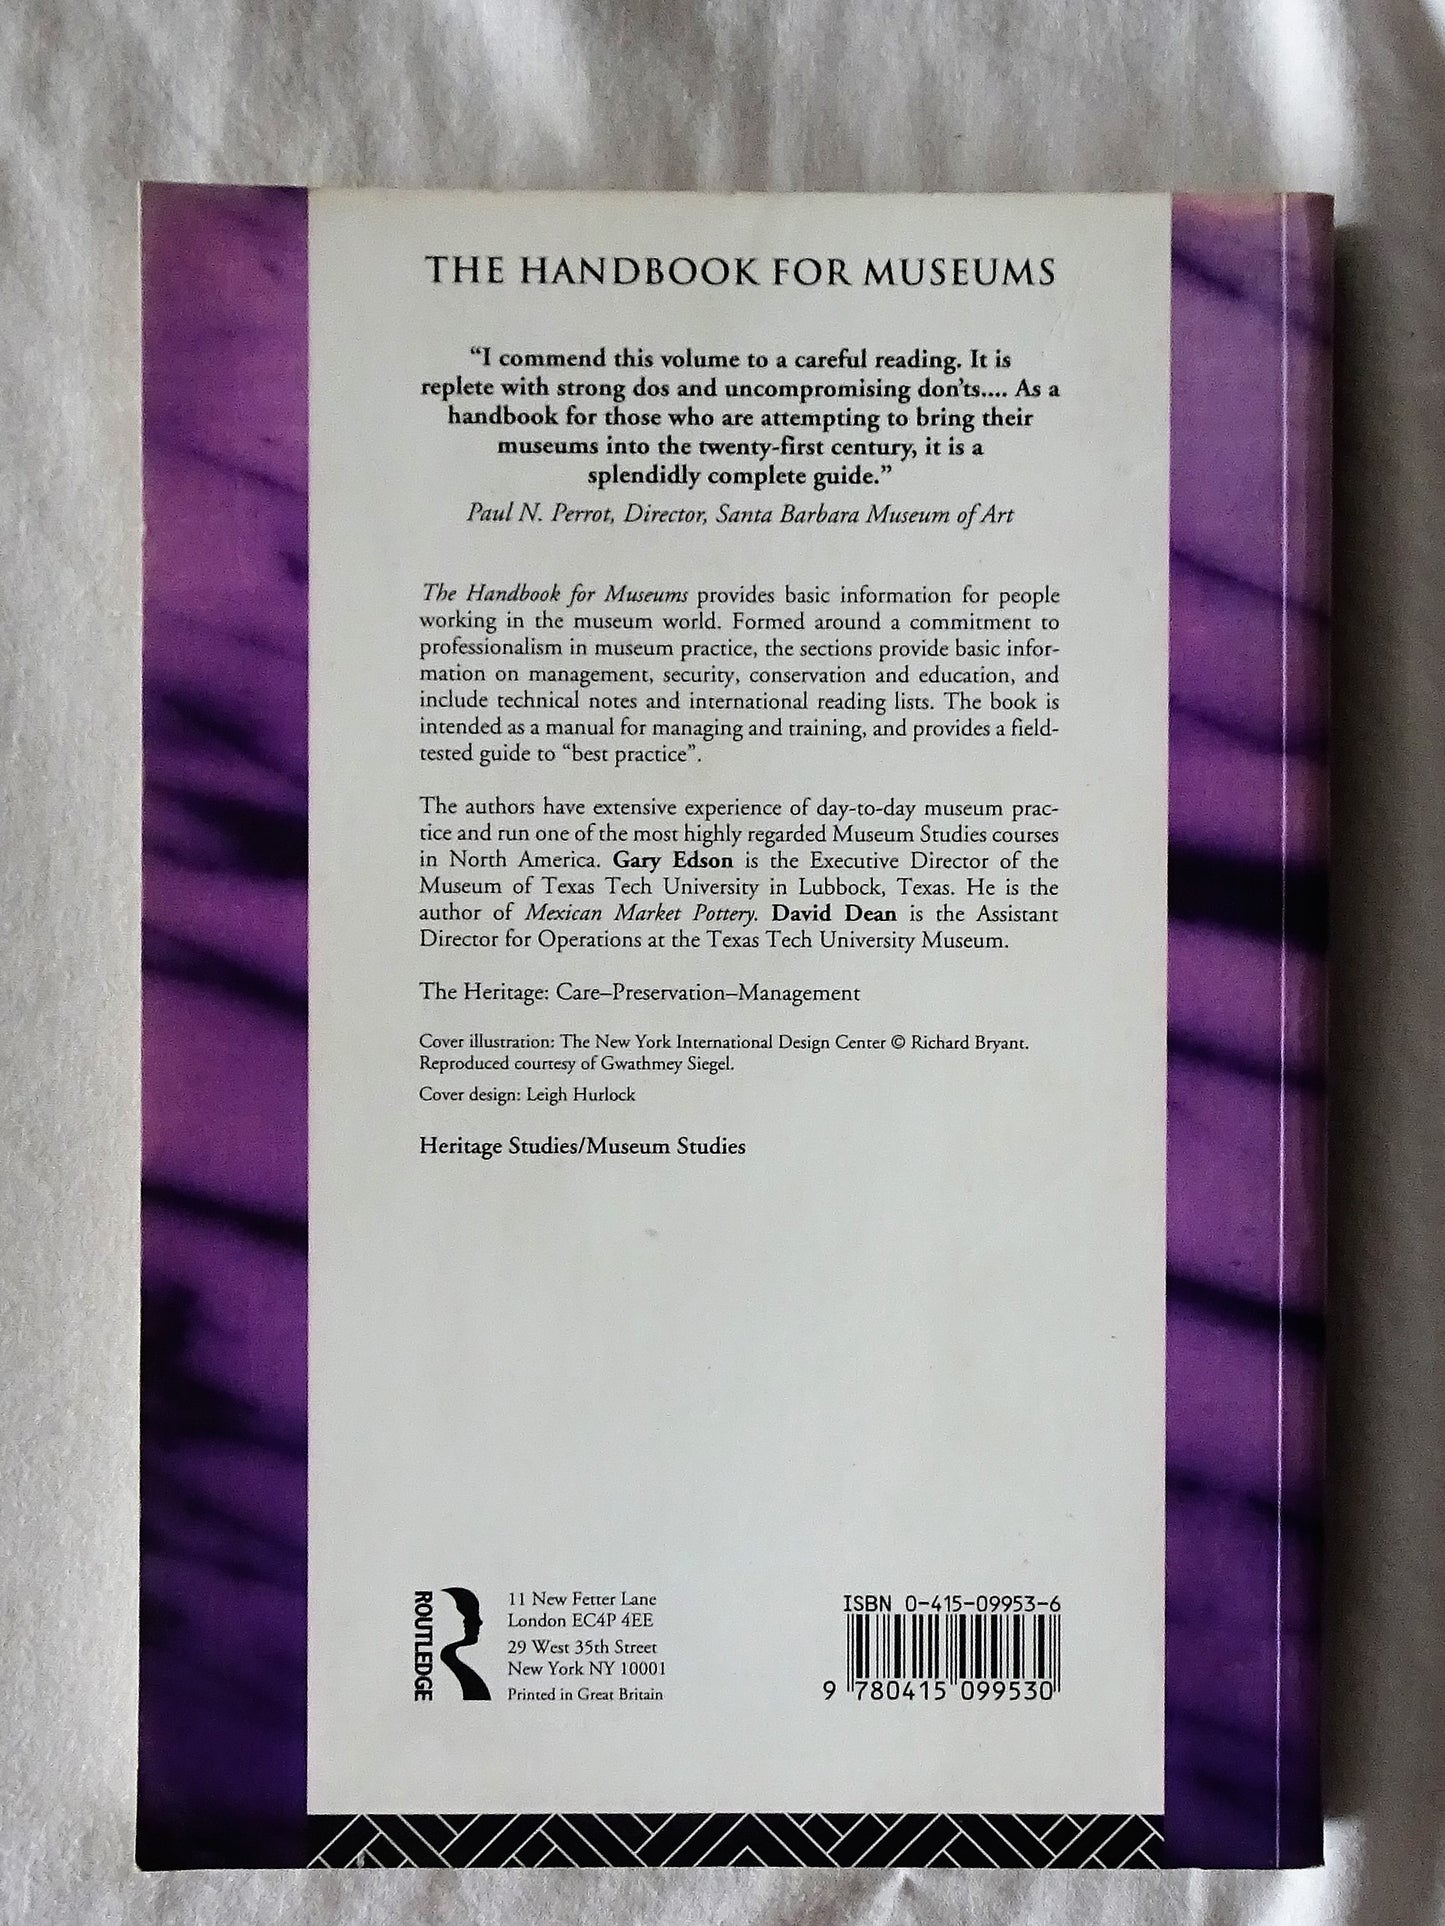 THE HANDBOOK FOR MUSEUMS
“I commend this volume to a careful reading. It is
replete with strong dos and uncompromising don’ts.... As a
handbook for those who are attempting to bring their
museums into the twenty-first century, it is a
splendidly complete guide.”
Paul N. Perrot, Director, Santa Barbara Museum of Art
The Handbook for Museums provides basic information for people
working in the museum world. Formed around a commitment to
professionalism in museum practice, the sections provide basic infor-
mation on management, security, conservation and education, and
include technical notes and international reading lists. The book is
intended as a manual for managing and training, and provides a field-
tested guide to “best practice”.
The authors have extensive experience of day-to-day museum prac-
tice and run one of the most highly regarded Museum Studies courses
in North America. Gary Edson is the Executive Director of the
Museum of Texas Tech University in Lubbock, Texas. He is the
author of Mexican Market Pottery. David Dean is the Assistant
Director for Operations at the Texas Tech University Museum.
The Heritage: Care–Preservation–Management
Cover illustration: The New York International Design Center © Richard Bryant.
Reproduced courtesy of Gwathmey Siegel.
Cover design: Leigh Hurlock
Heritage Studies/Museum Studies
ROUTLEDGE
11 New Fetter Lane
London EC4P 4EE
29 West 35th Street
New York NY 10001
Printed in Great Britain
ISBN 0-415-09953-6
9 780415 099530